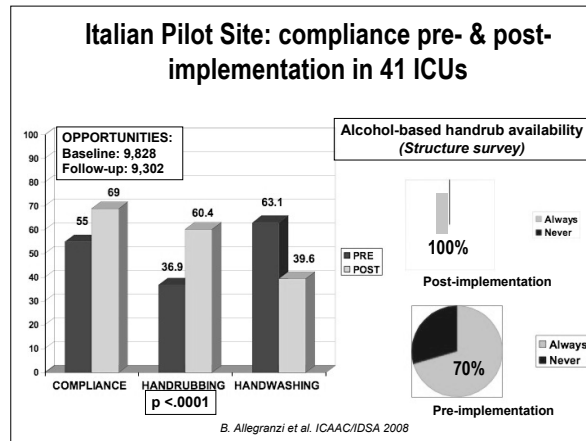 Italian Pilot Site: compliance pre- & post-
implementation in 41 ICUs
OPPORTUNITIES:
Baseline: 9,828
Follow-up: 9,302
100
90
80
70
60
50
40
30
20
10
0
55
69
36.9
60.4
63.1
39.6
COMPLIANCE
HANDRUBBING
HANDWASHING
p <.0001
PRE
POST
Alcohol-based handrub availability
(Structure survey)
100%
Always
Never
Post-implementation
70%
Always
Never
Pre-implementation
B. Allegranzi et al. ICAAC/IDSA 2008